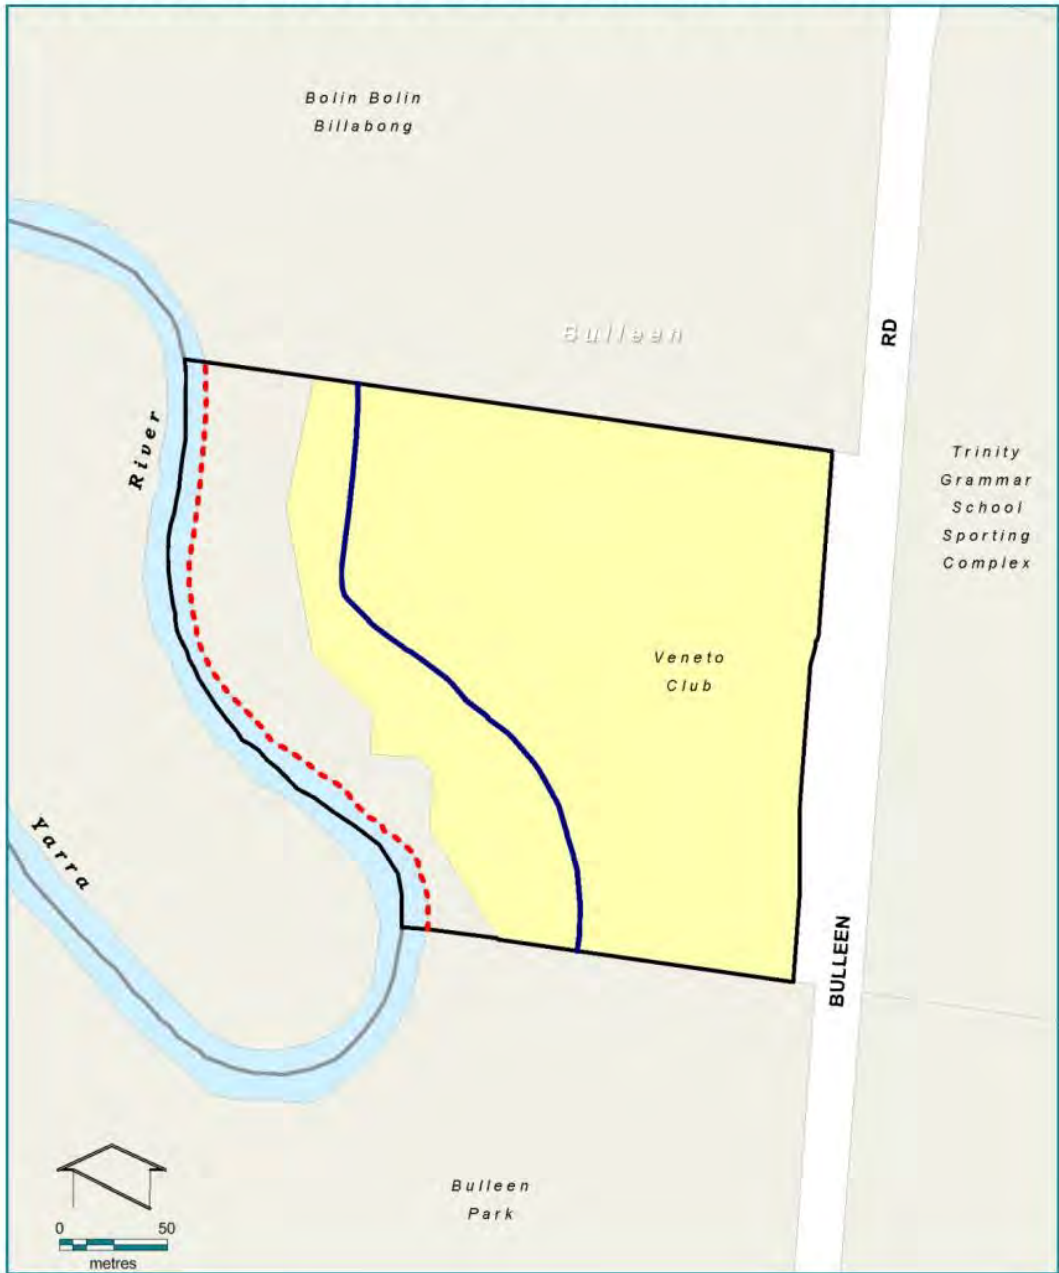 Bolin Bolin
Billabong
Bulleen
RD
River
Trinity
Grammar
School
Sporting
Complex
Veneto
Club
Yarra
BULLEEN
Bulleen
Park
0 50
metres